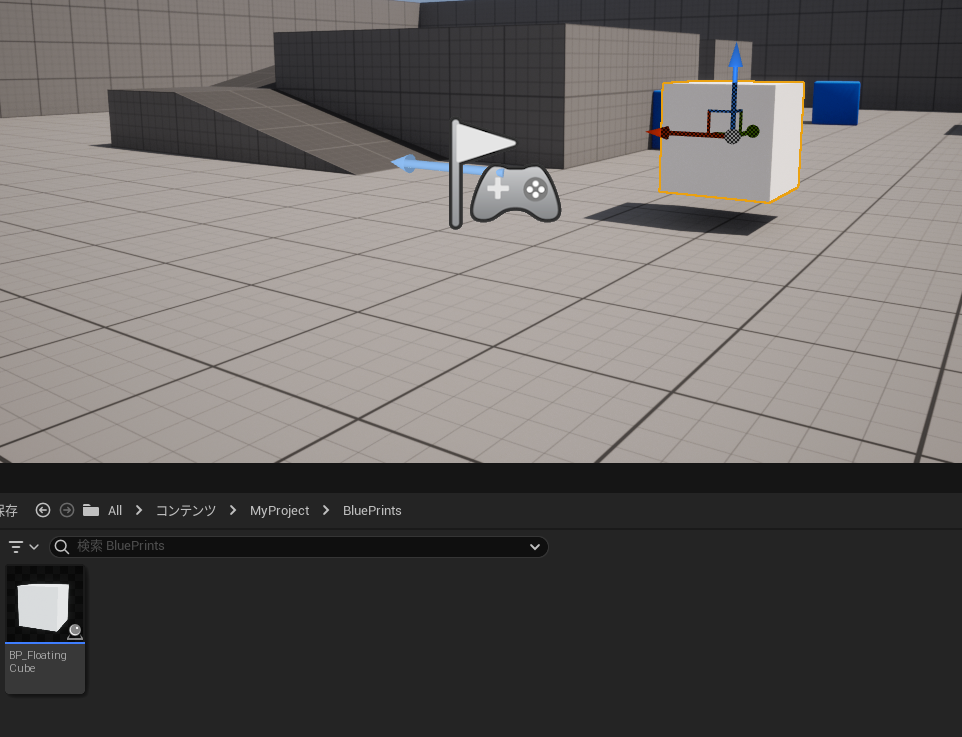 保存 All コンテンツ MyProject BluePrints
検索 BluePrints
BP_Floating
Cube